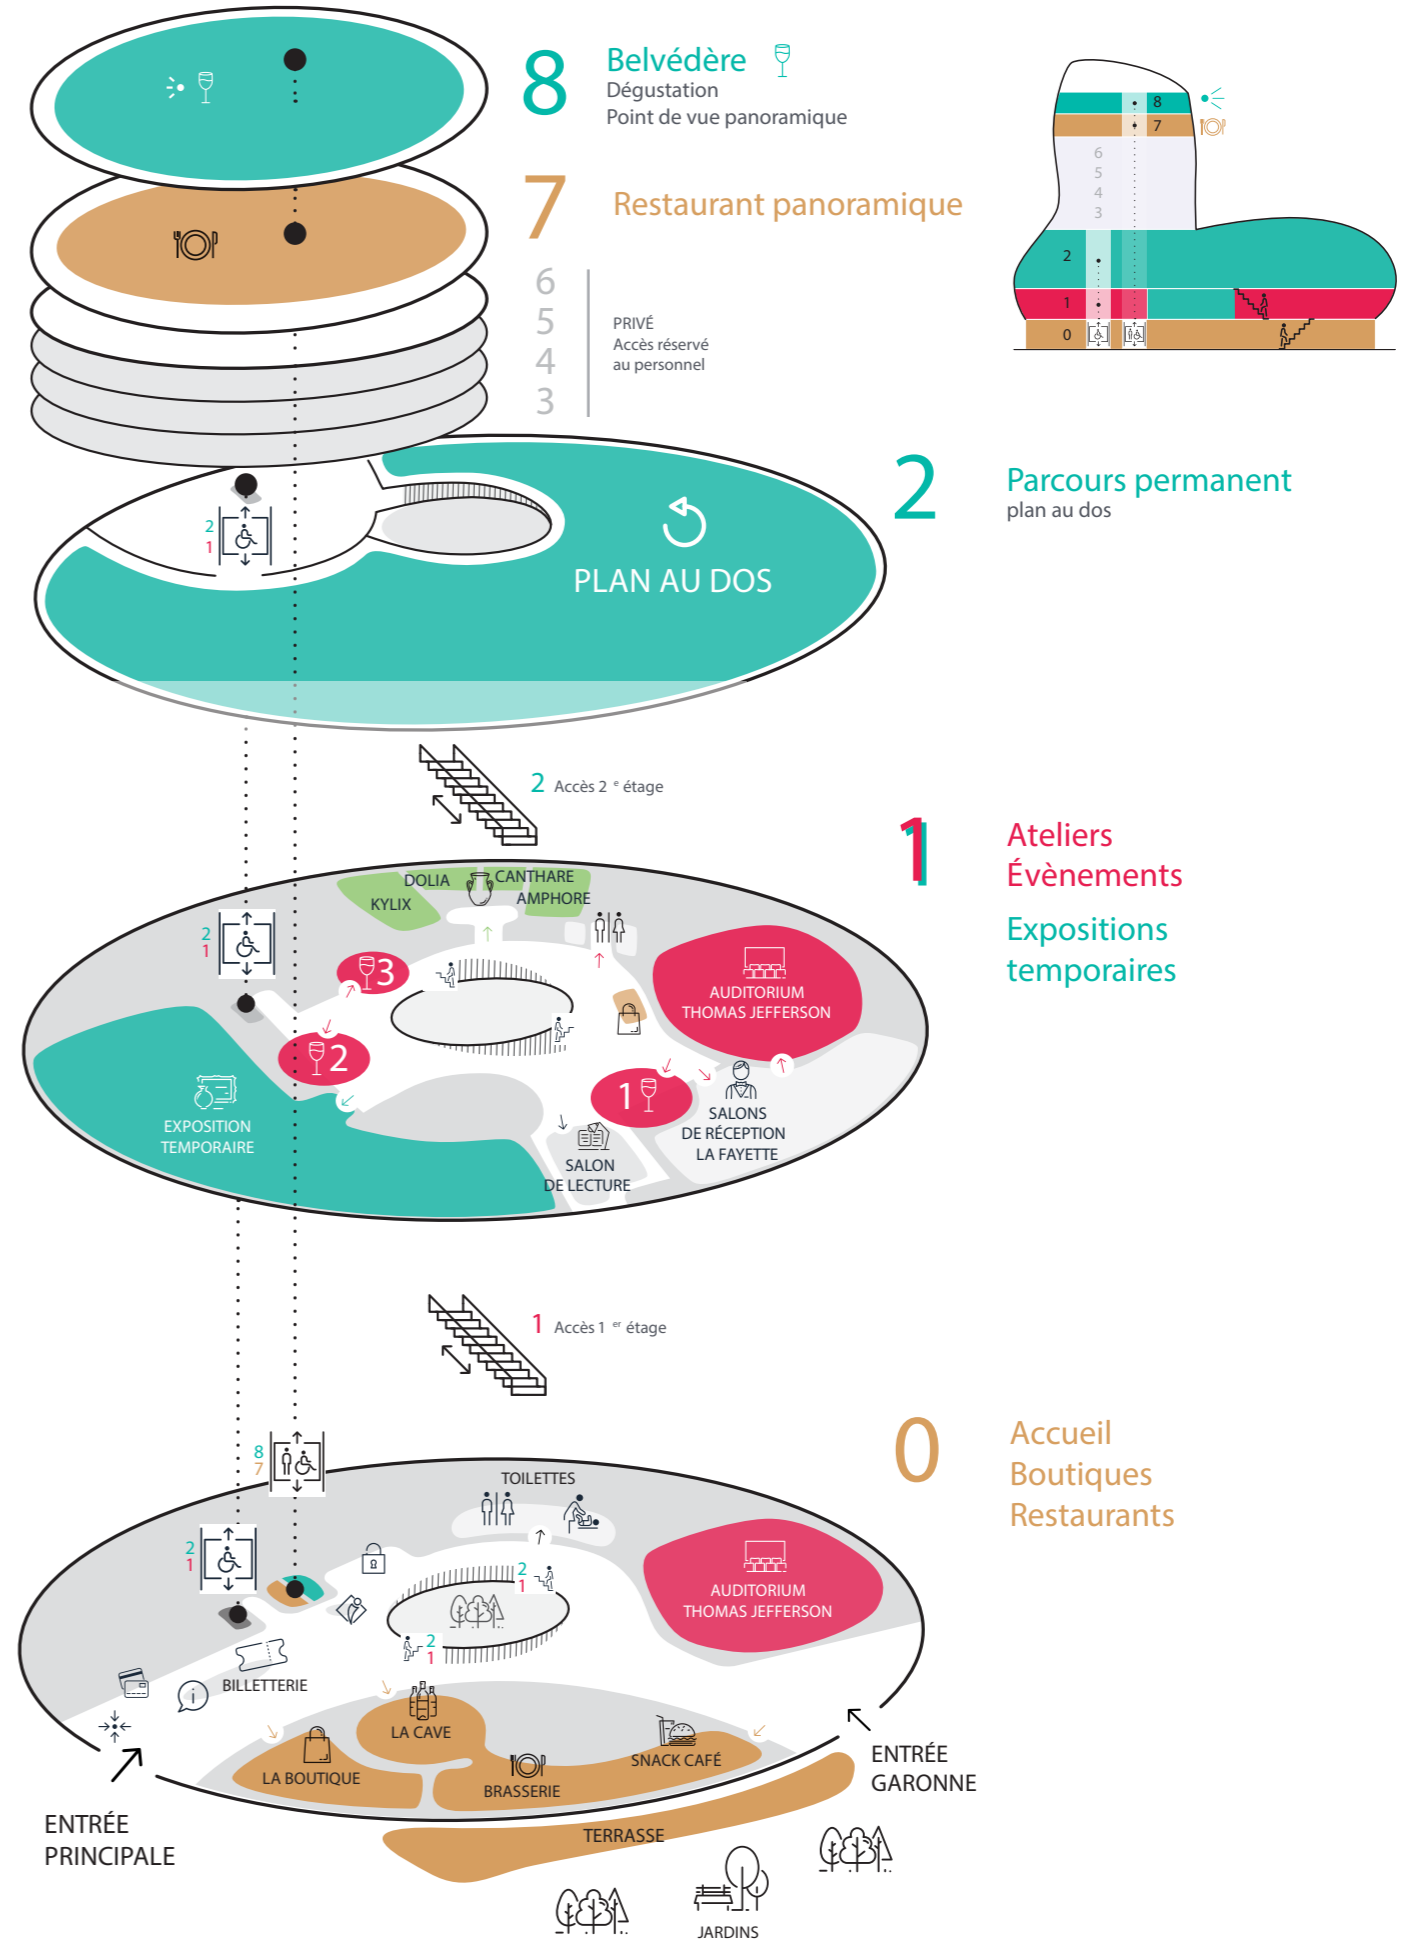 8
Belvédère
Dégustation
Point de vue panoramique
8
7
6
5
4
3
2
1
0
7
Restaurant panoramique
6
5
4
3
PRIVÉ
Accès réservé
au personnel
2
Parcours permanent
plan au dos
2
1
PLAN AU DOS
2 Accès 2 e étage
1
Ateliers
Évènements
Expositions
temporaires
DOLIA
CANTHARE
KYLIX
AMPHORE
2
1
3
AUDITORIUM
THOMAS JEFFERSON
2
1
EXPOSITION
TEMPORAIRE
SALONS
DE RÉCEPTION
LA FAYETTE
SALON
DE LECTURE
1 Accès 1 er étage
0
Accueil
Boutiques
Restaurants
8
7
TOILETTES
2
1
2
1
AUDITORIUM
THOMAS JEFFERSON
2
1
BILLETTERIE
i
LA CAVE
LA BOUTIQUE
BRASSERIE
SNACK CAFÉ
ENTRÉE
GARONNE
ENTRÉE
PRINCIPALE
TERRASSE
JARDINS